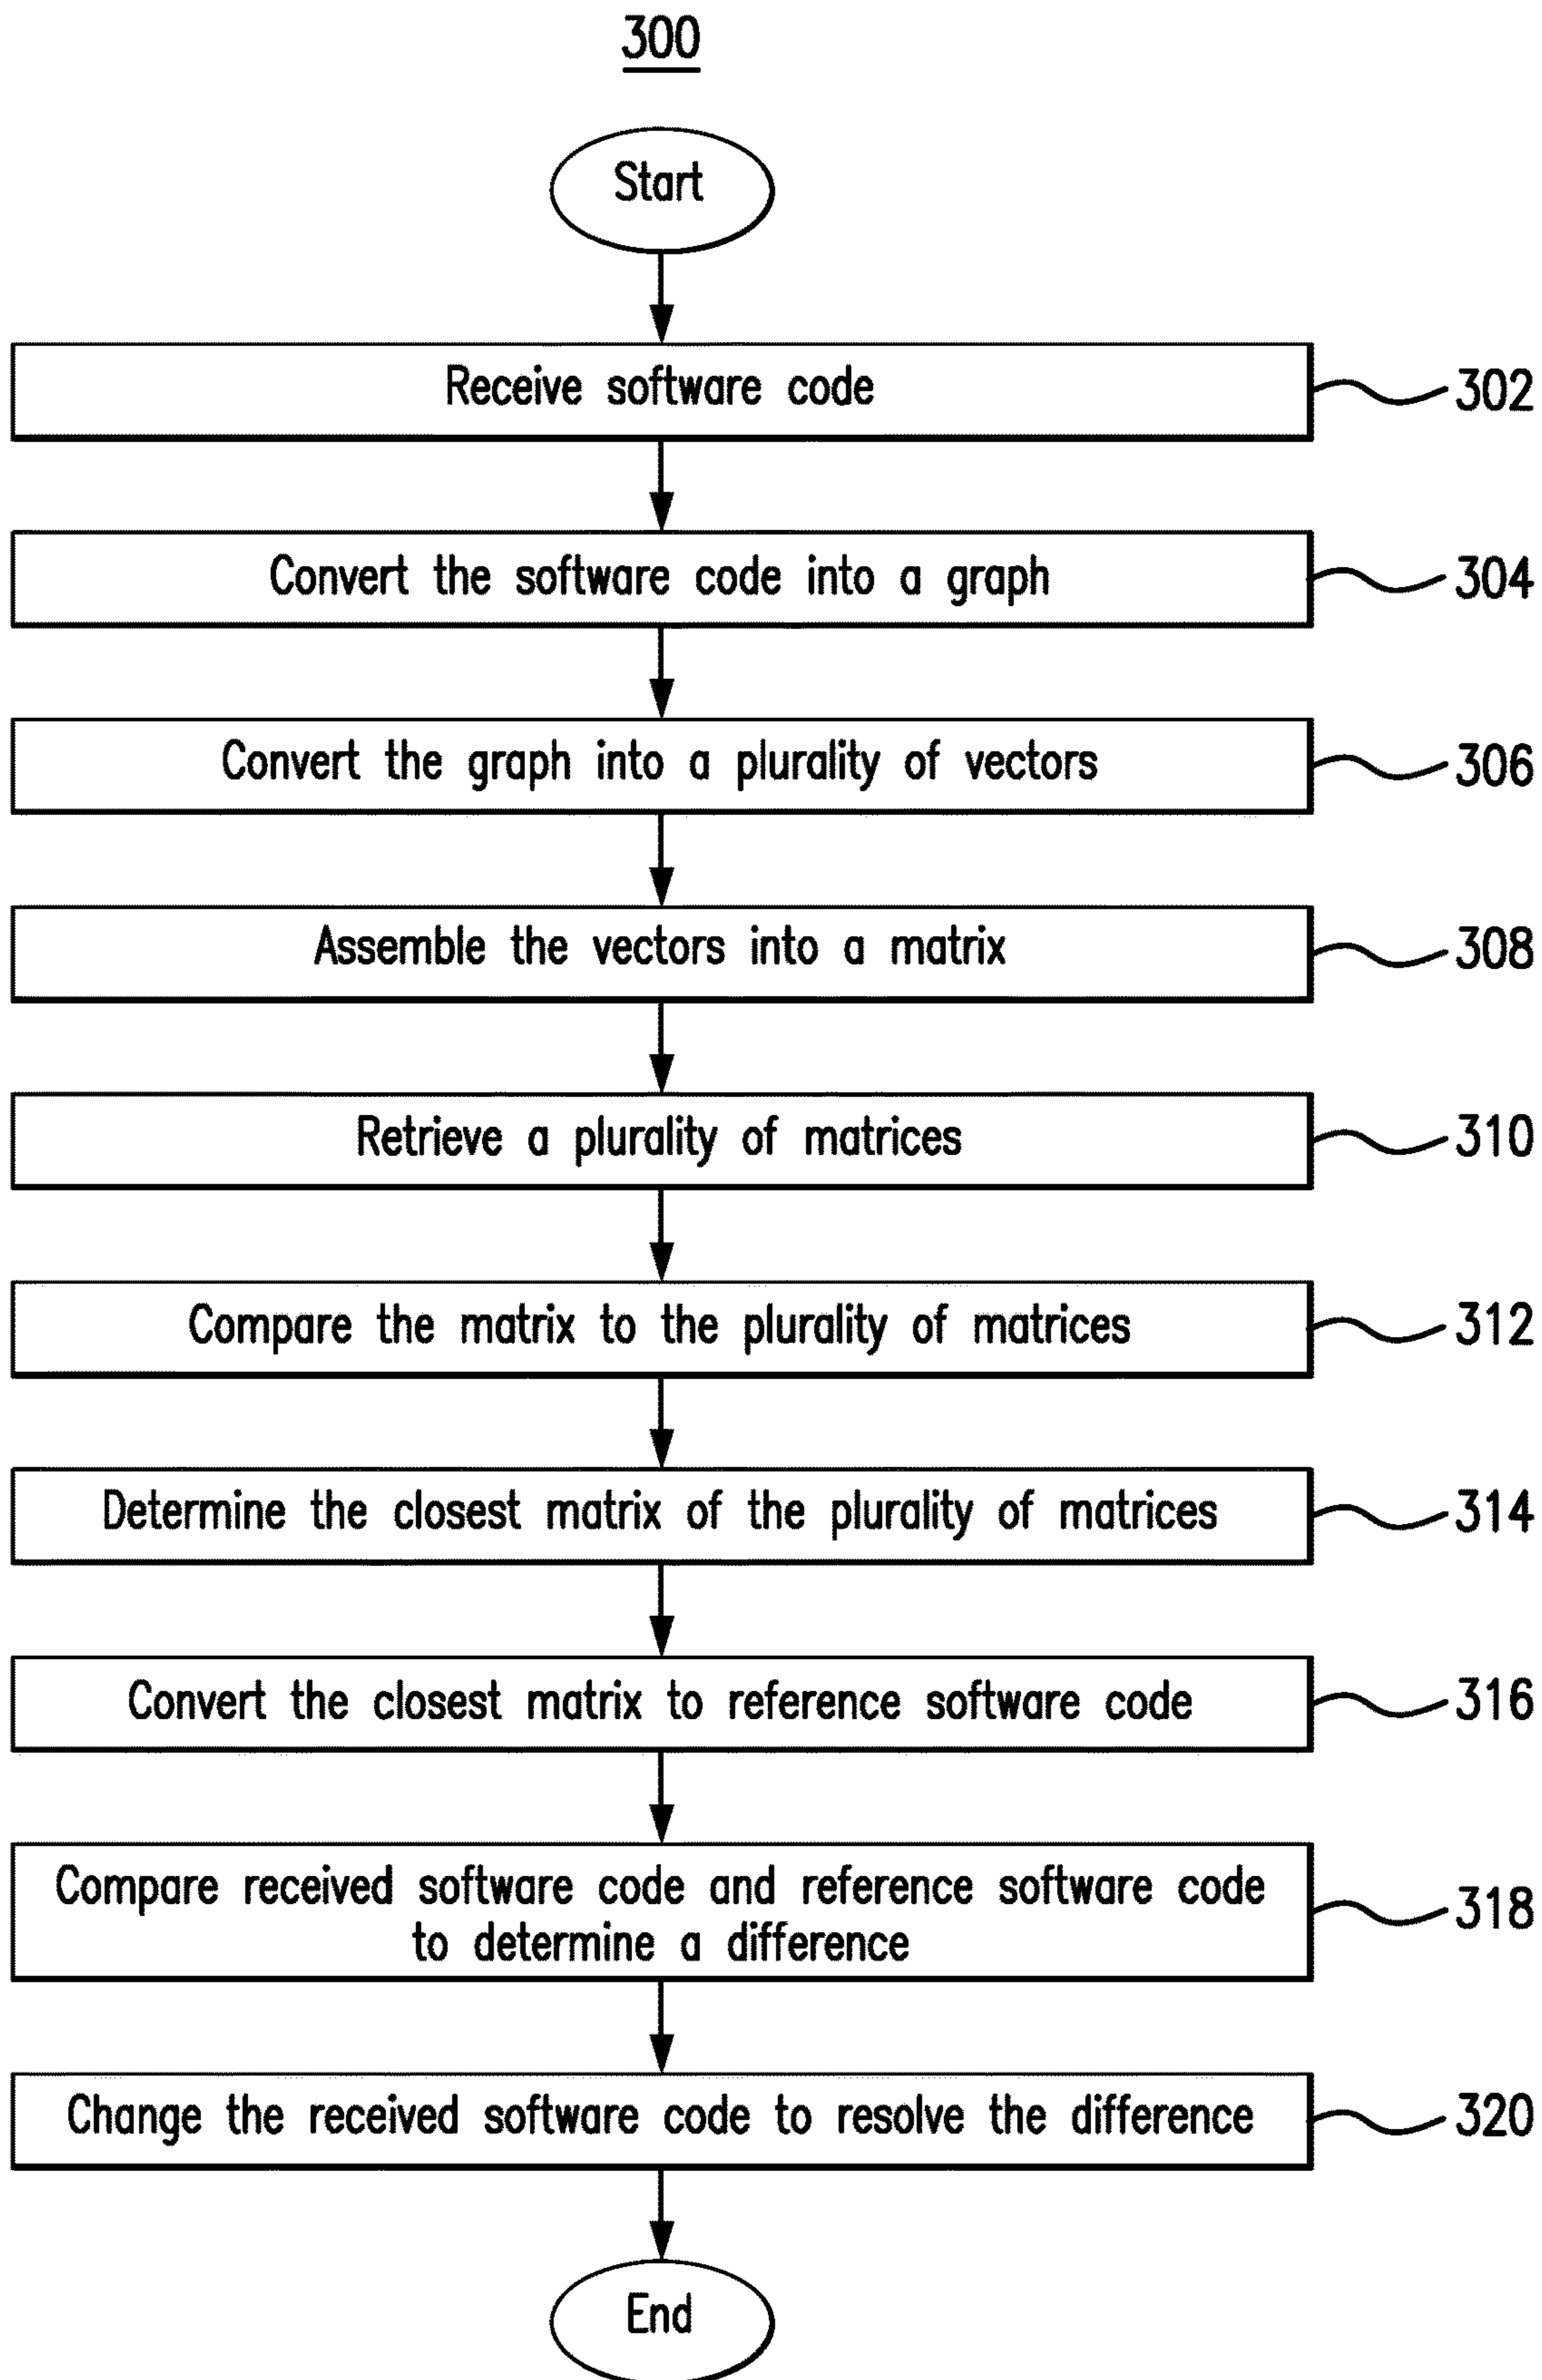 300
Start
Receive software code
302
Convert the software code into a graph
304
Convert the graph into a plurality of vectors
306
Assemble the vectors into a matrix
308
Retrieve a plurality of matrices
310
Compare the matrix to the plurality of matrices
312
Determine the closest matrix of the plurality of matrices
314
Convert the closest matrix to reference software code
316
Compare received software code and reference software code
to determine a difference
318
Change the received software code to resolve the difference
320
End